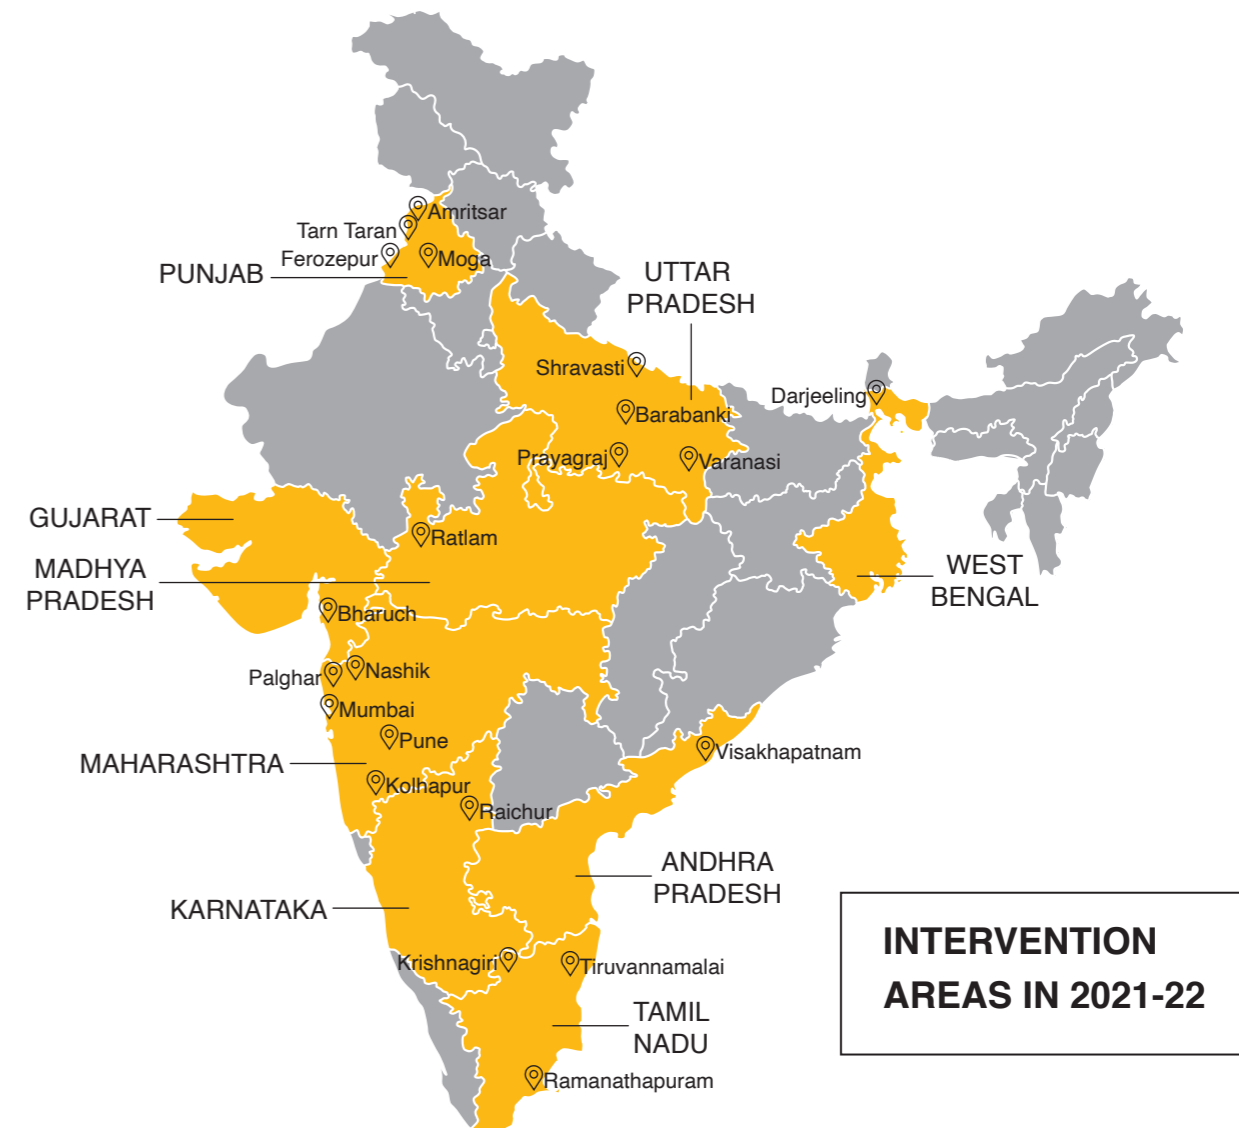 Amritsar
Tarn Taran
Ferozepur
Moga
PUNJAB
UTTAR
PRADESH
Shravasti
Darjeeling
Barabanki
Prayagraj
Varanasi
GUJARAT
Ratlam
MADHYA
PRADESH
WEST
BENGAL
Bharuch
Nashik
Palghar
Mumbai
Pune
Visakhapatnam
MAHARASHTRA
Kolhapur
Raichur
ANDHRA
PRADESH
KARNATAKA
INTERVENTION
AREAS IN 2021-22
Krishnagiri
Tiruvannamalai
TAMIL
NADU
Ramanathapuram